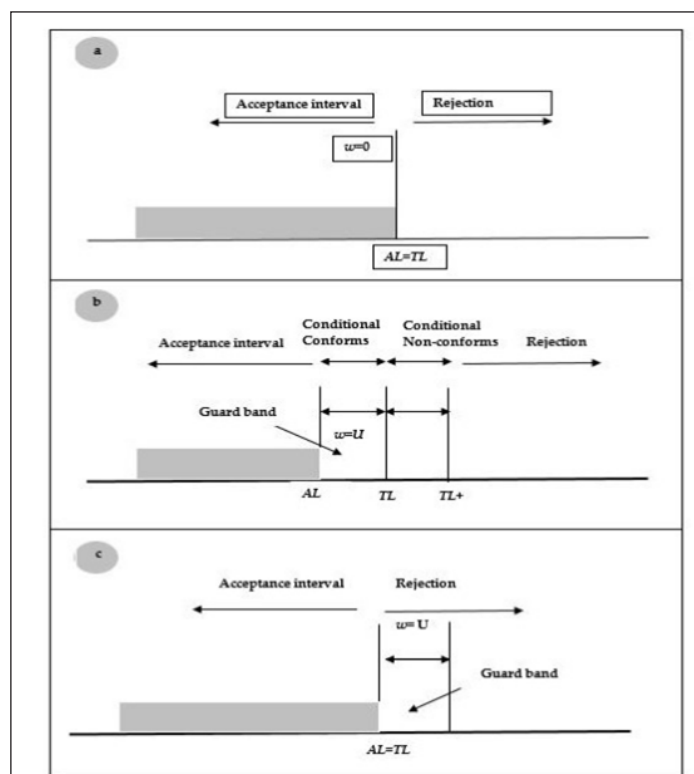 a
Acceptance interval Rejection
w=0
AL=TL
b
Conditional Conditional
Conforms Non-conforms
Acceptance interval Rejection
Guard band
w=U
AL TL TL+
c
Acceptance interval Rejection
w= U
Guard band
AL=TL